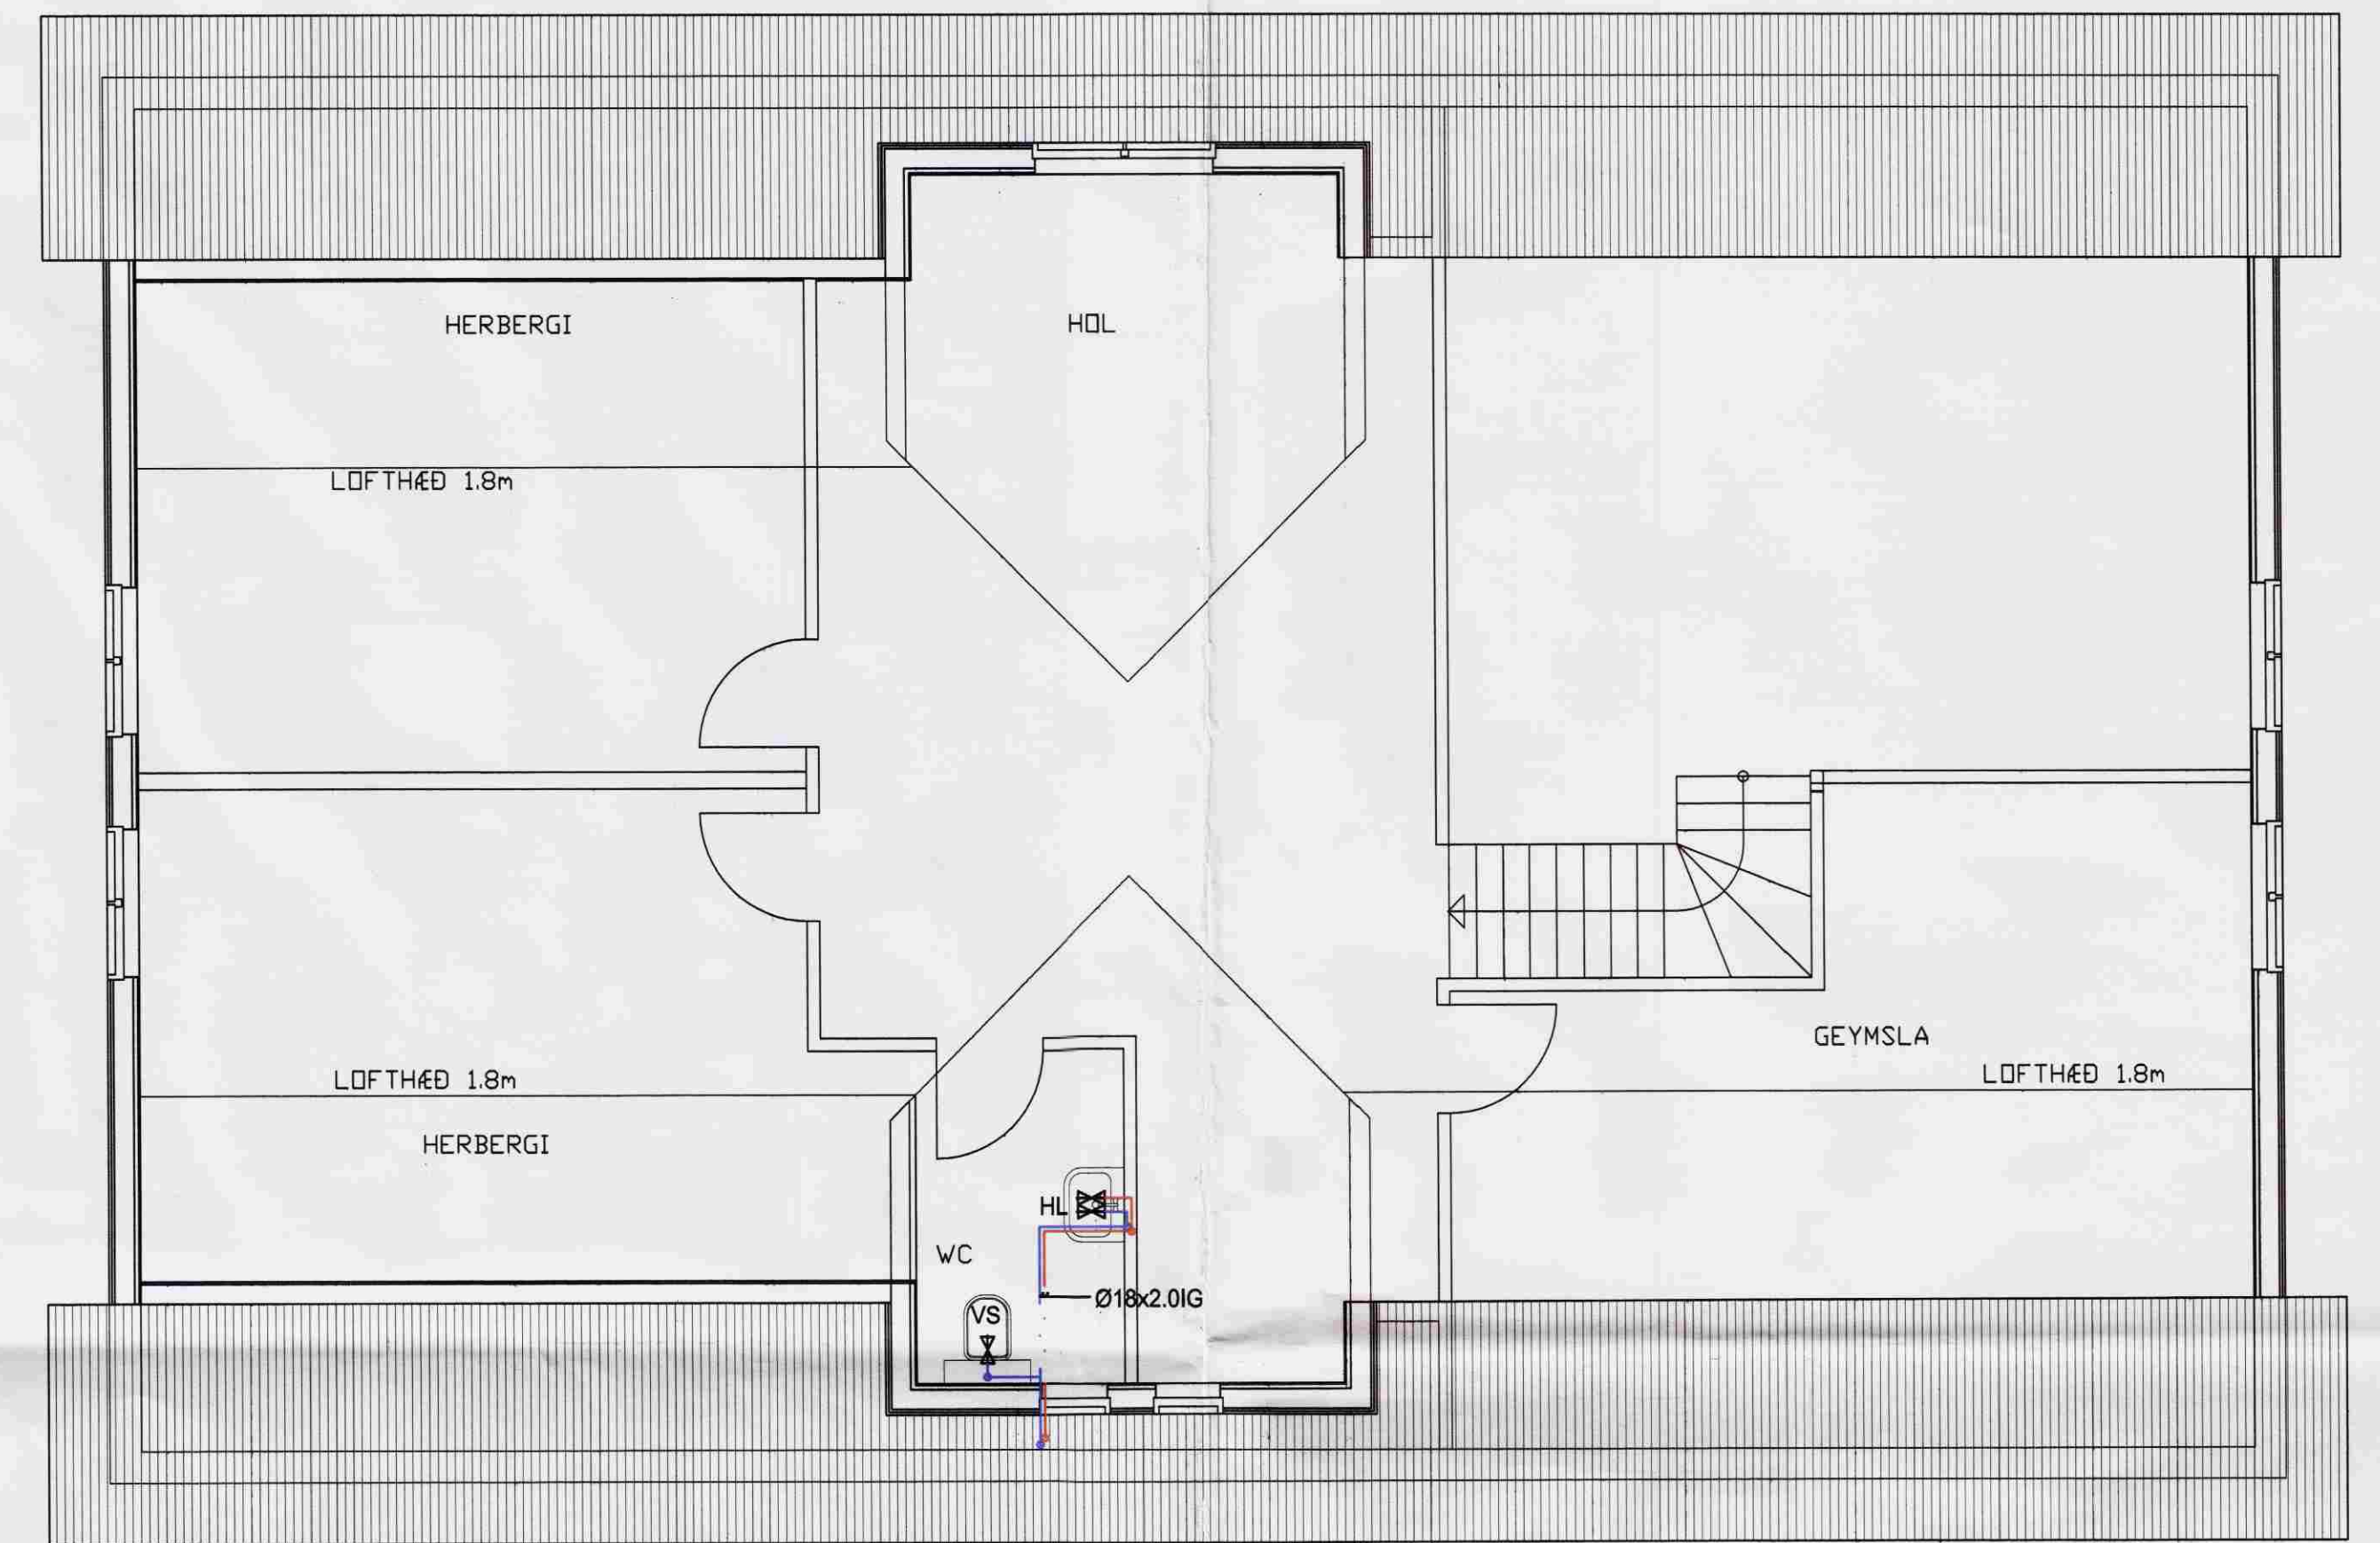 HERBERGI
HOL
LOFTHÆÐ 1.8m
GEYMSLA
LOFTHÆÐ 1.8m
LOFTHÆÐ 1.8m
HERBERGI
HL
WC
Ø18x2.0IG
VS